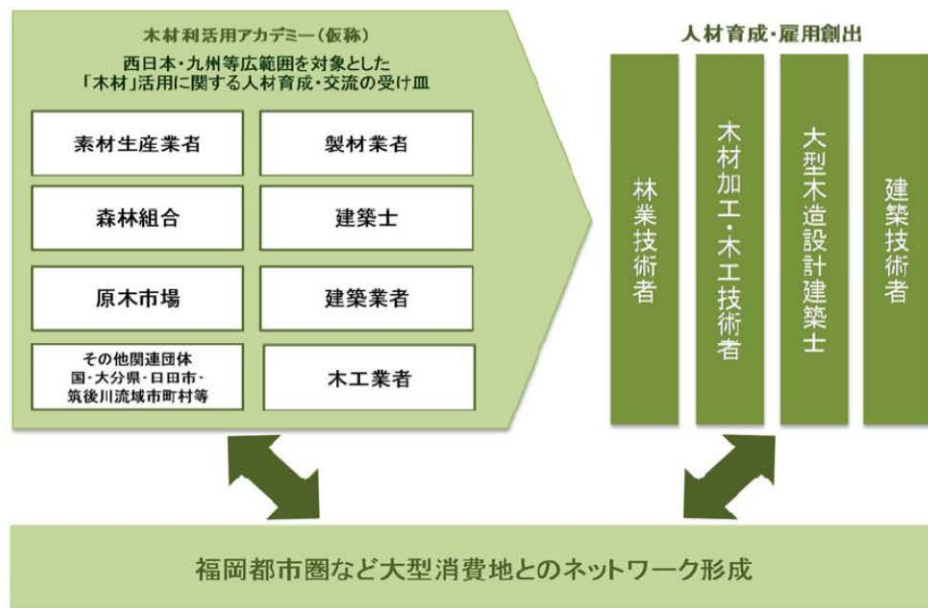 木材利活用アカデミー(仮称)
西日本・九州等広範囲を対象とした
「木材」活用に関する人材育成・交流の受け皿
素材生産業者
製材業者
森林組合
建築士
原木市場
建築業者
その他関連団体
国・大分県・日田市・
筑後川流域市町村等
木工業者
人材育成・雇用創出
林業技術者
木材加工・木工技術者
大型木造設計建築士
建築技術者
福岡都市圏など大型消費地とのネットワーク形成